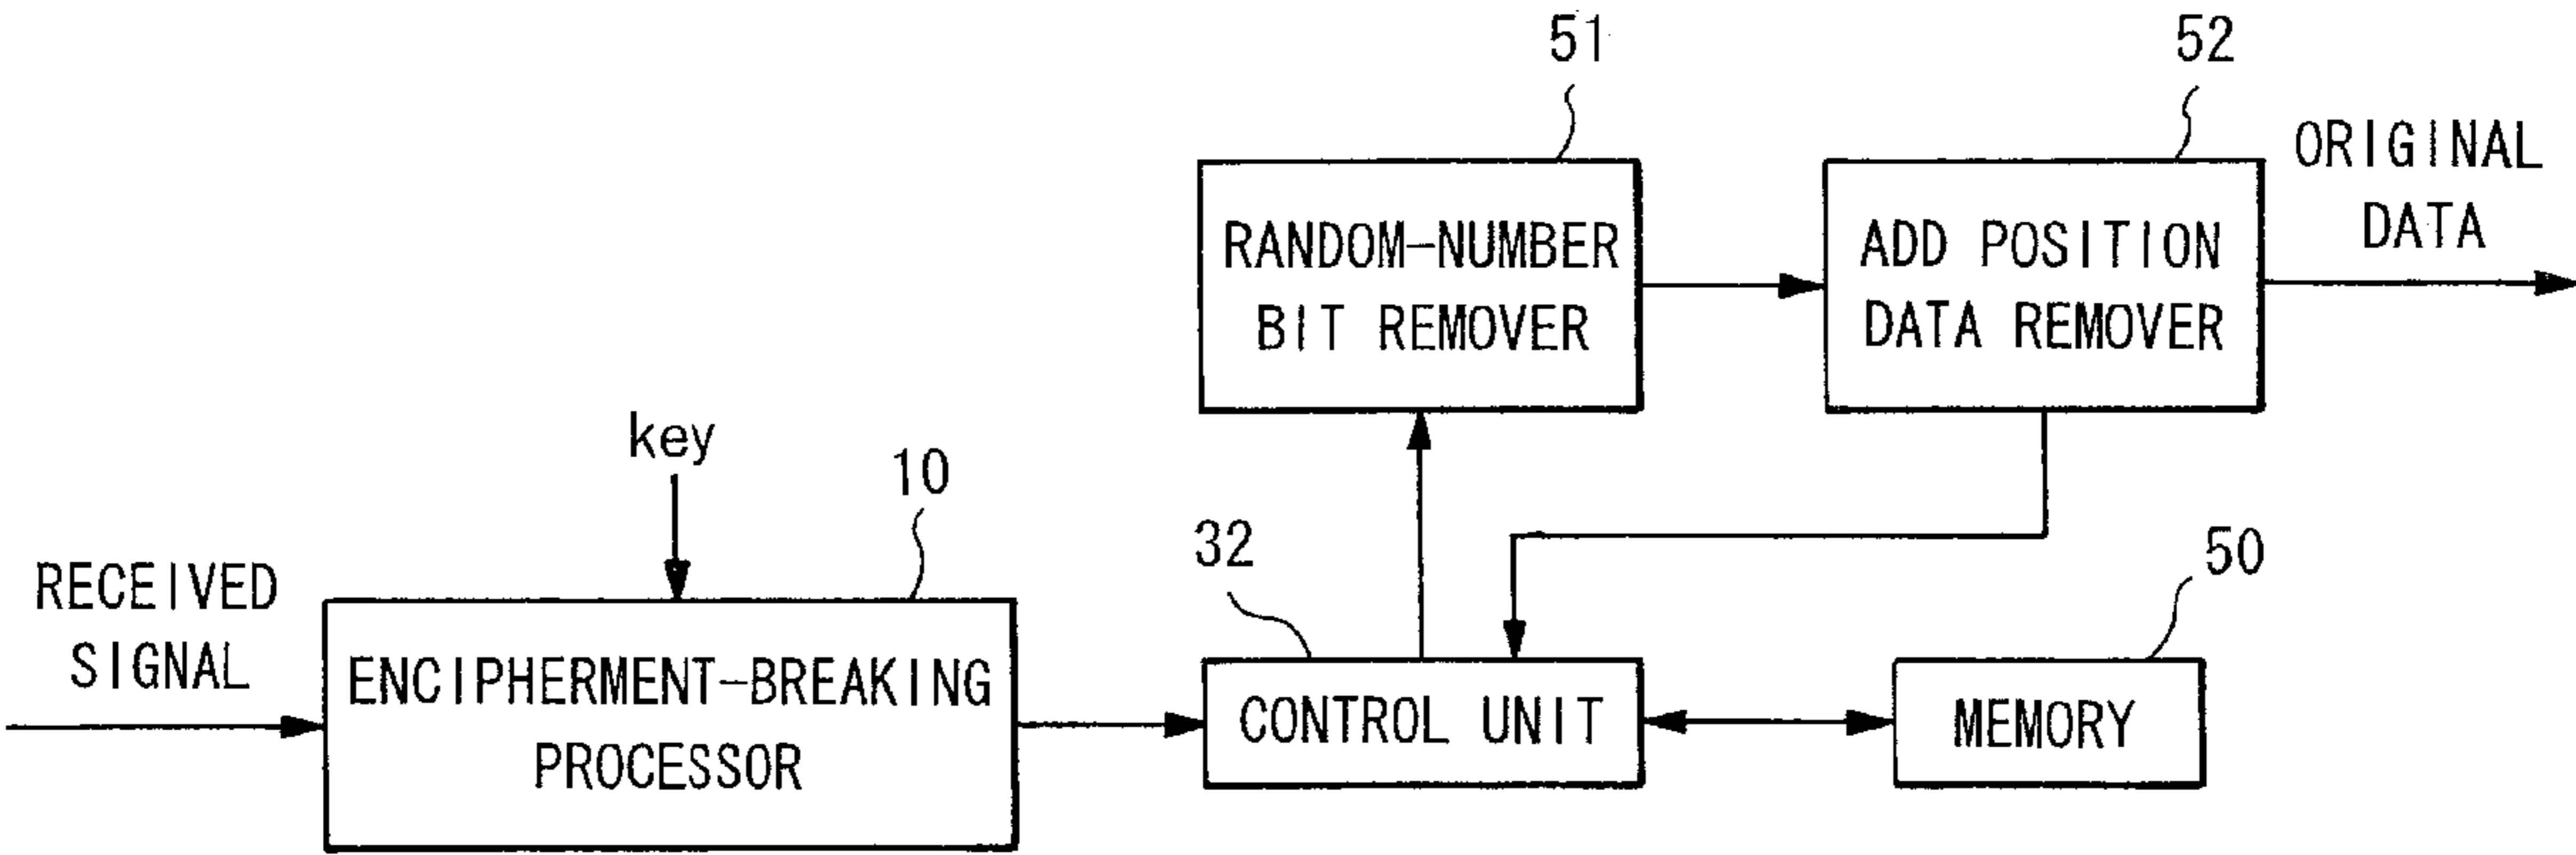 51
52
RANDOM-NUMBER
BIT REMOVER
ADD POSITION
DATA REMOVER
ORIGINAL
DATA
key
10
RECEIVED
SIGNAL
ENCIPHERMENT-BREAKING
PROCESSOR
32
CONTROL UNIT
50
MEMORY